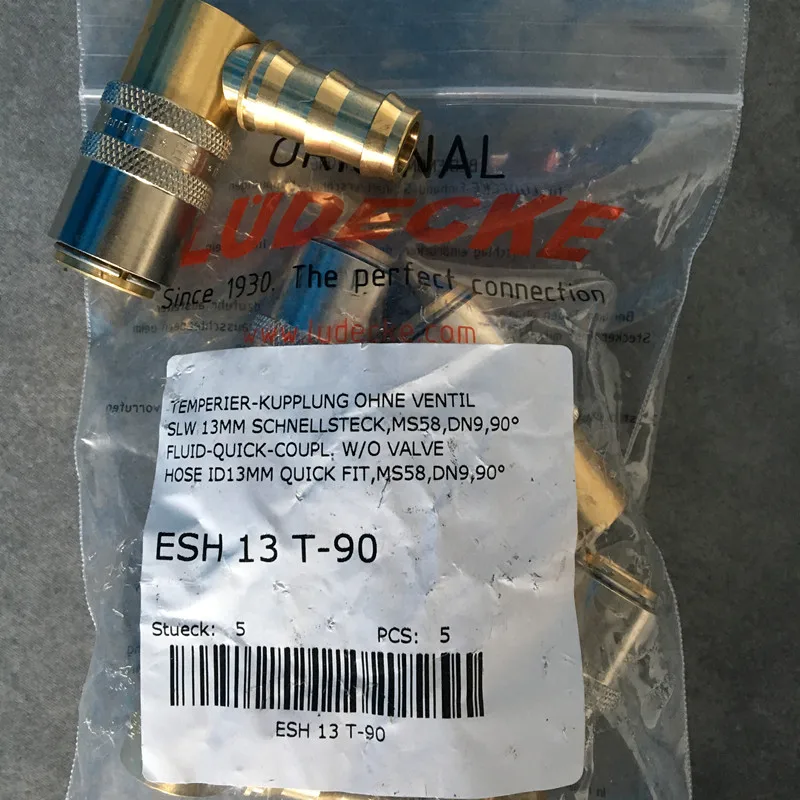 ORIGINAL
LÜDECKE
Since 1930. The perfect connection
www.luedecke.com
TEMPERIER-KUPPLUNG OHNE VENTIL
SLW 13MM SCHNELLSTECK,MS58,DN9,90°
FLUID-QUICK-COUPL. W/O VALVE
HOSE ID13MM QUICK FIT,MS58,DN9,90°
ESH 13 T-90
Stueck: 5 PCS: 5
ESH 13 T-90